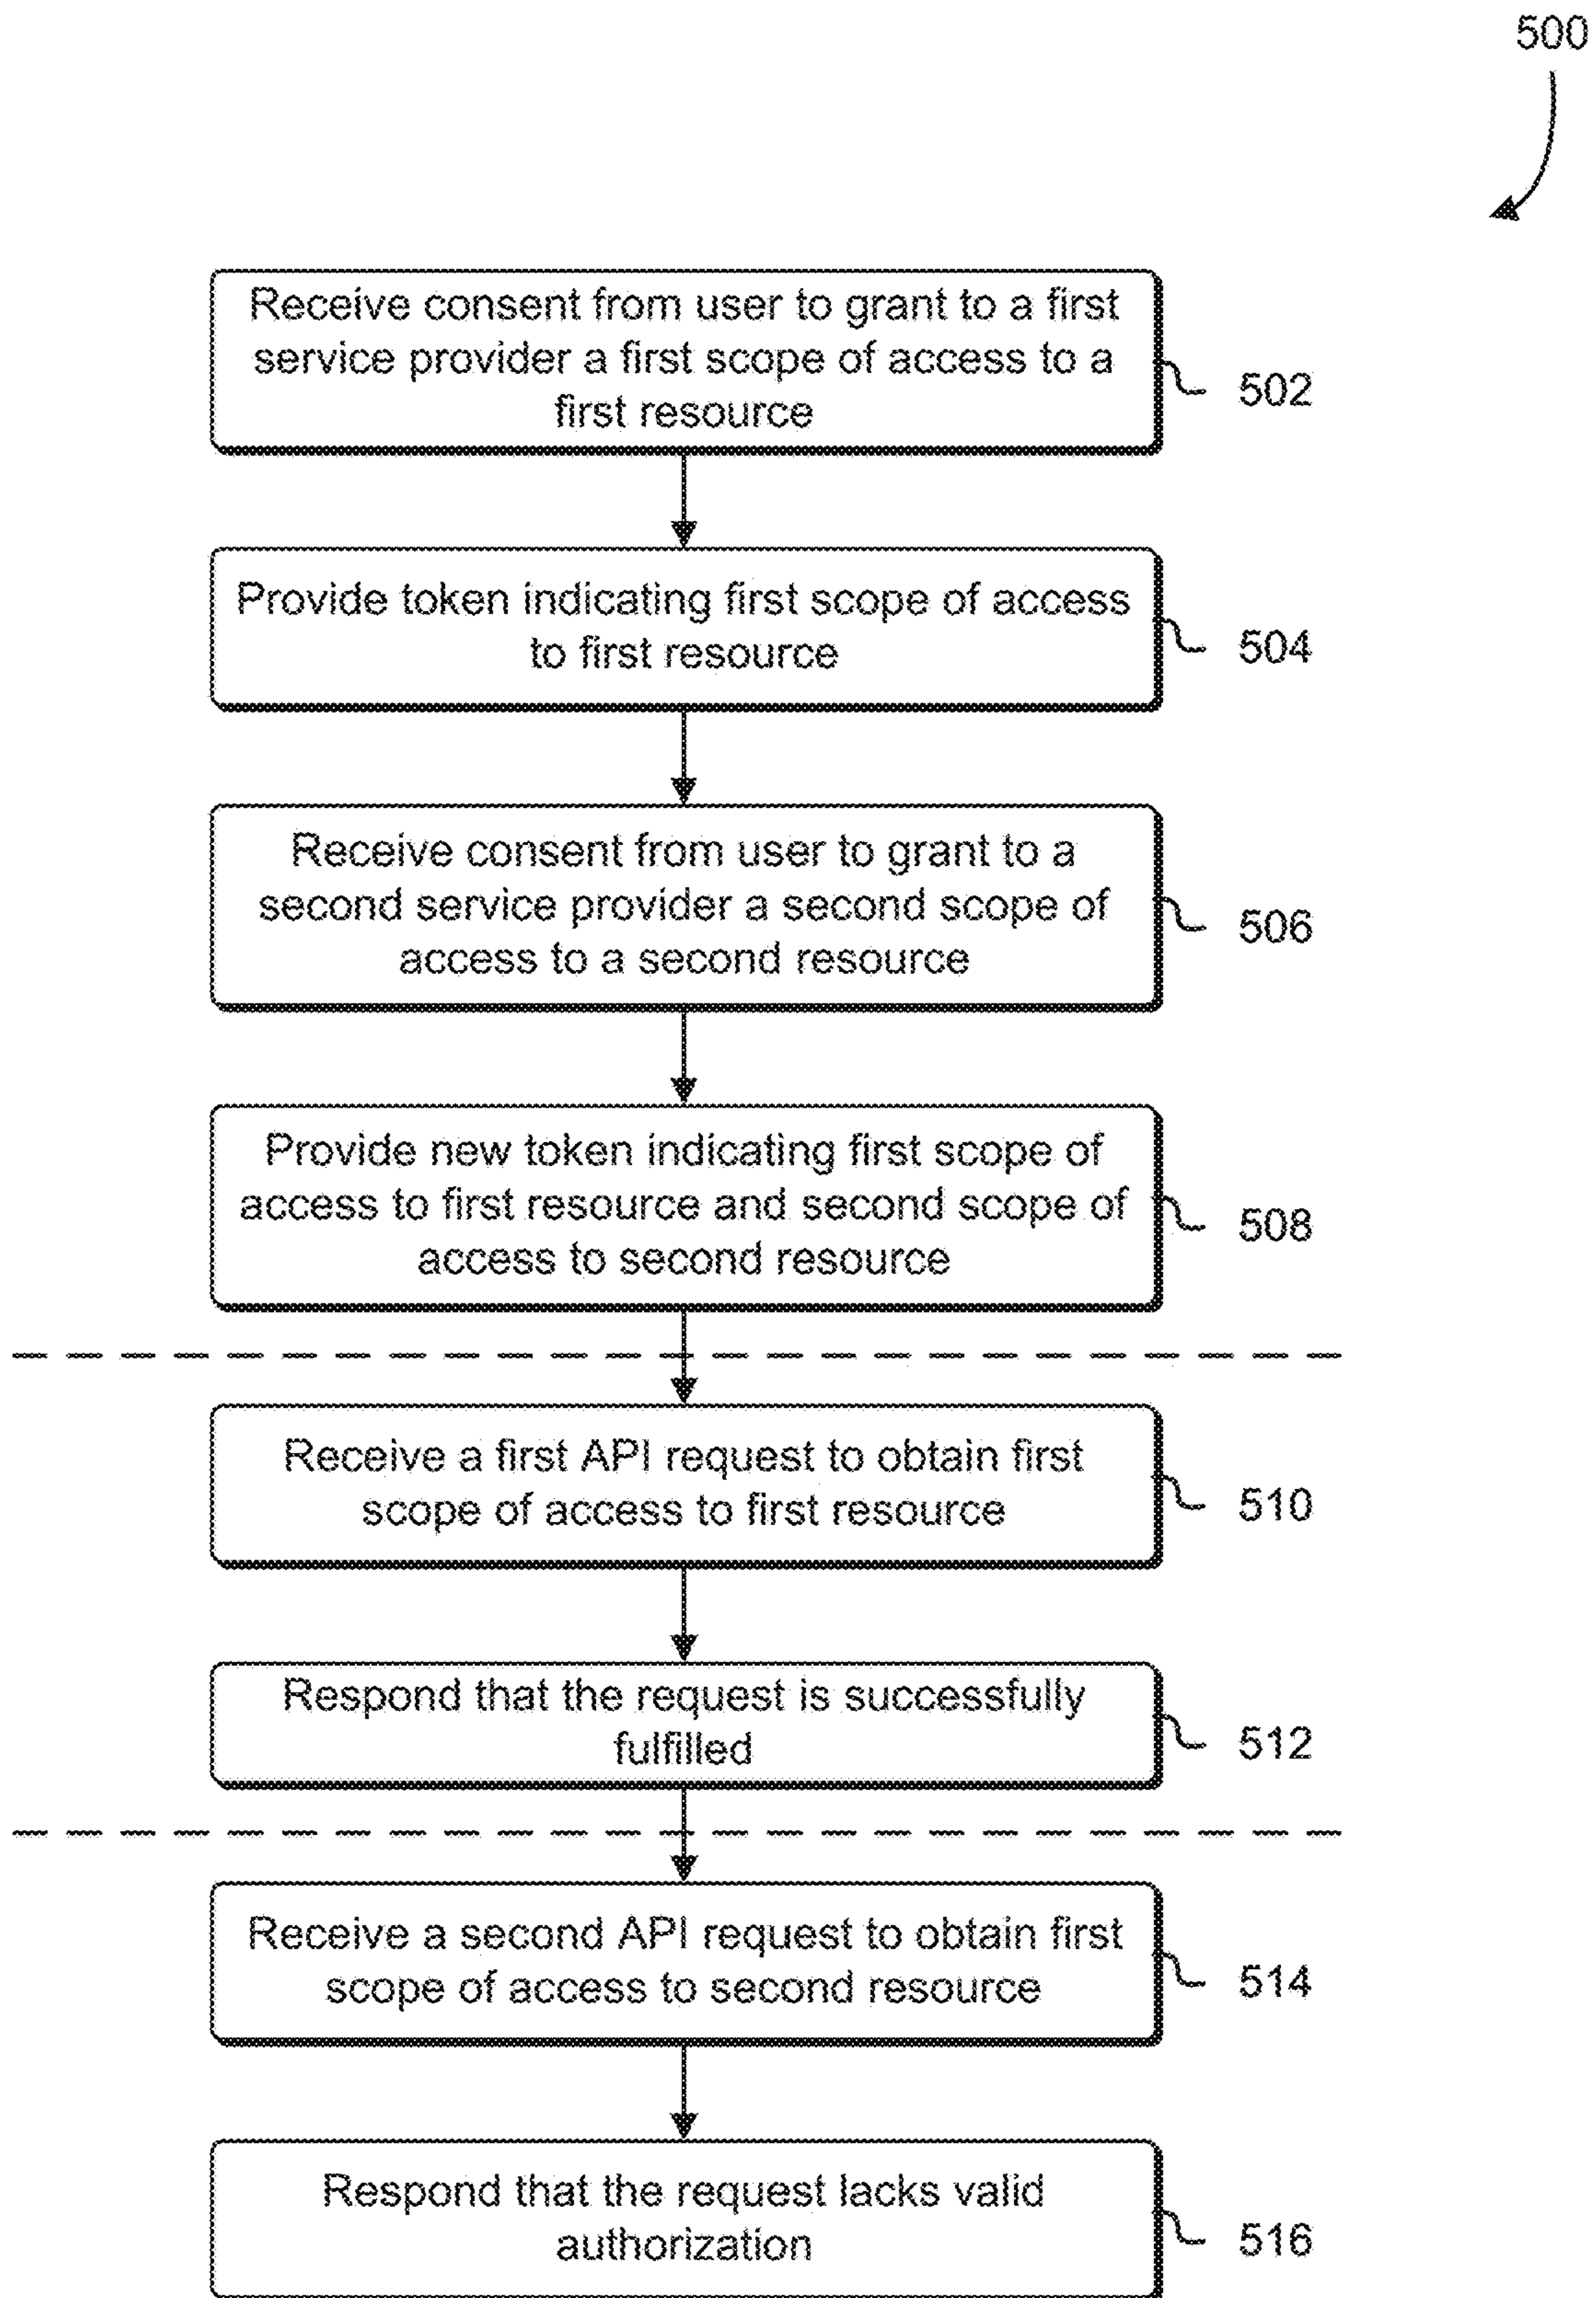 500
Receive consent from user to grant to a first
service provider a first scope of access to a
first resource
502
Provide token indicating first scope of access
to first resource
504
Receive consent from user to grant to a
second service provider a second scope of
access to a second resource
506
Provide new token indicating first scope of
access to first resource and second scope of
access to second resource
508
Receive a first API request to obtain first
scope of access to first resource
510
Respond that the request is successfully
fulfilled
512
Receive a second API request to obtain first
scope of access to second resource
514
Respond that the request lacks valid
authorization
516